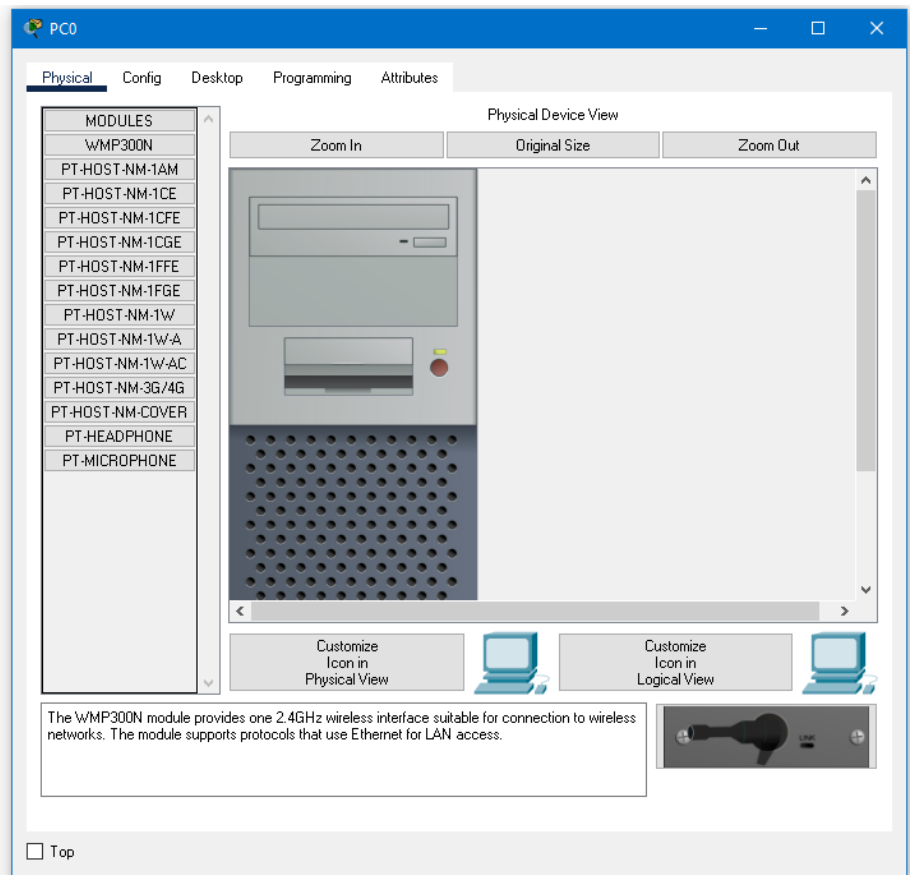 PC0
Physical Config Desktop Programming Attributes
MODULES
WMP300N
PT-HOST-NM-1AM
PT-HOST-NM-1CE
PT-HOST-NM-1CFE
PT-HOST-NM-1CGE
PT-HOST-NM-1FFE
PT-HOST-NM-1FGE
PT-HOST-NM-1W
PT-HOST-NM-1W-A
PT-HOST-NM-1W-AC
PT-HOST-NM-3G/4G
PT-HOST-NM-COVER
PT-HEADPHONE
PT-MICROPHONE
Physical Device View
Zoom In Original Size Zoom Out
Customize
Icon in
Physical View
Customize
Icon in
Logical View
The WMP300N module provides one 2.4GHz wireless interface suitable for connection to wireless
networks. The module supports protocols that use Ethernet for LAN access.
LINK
Top